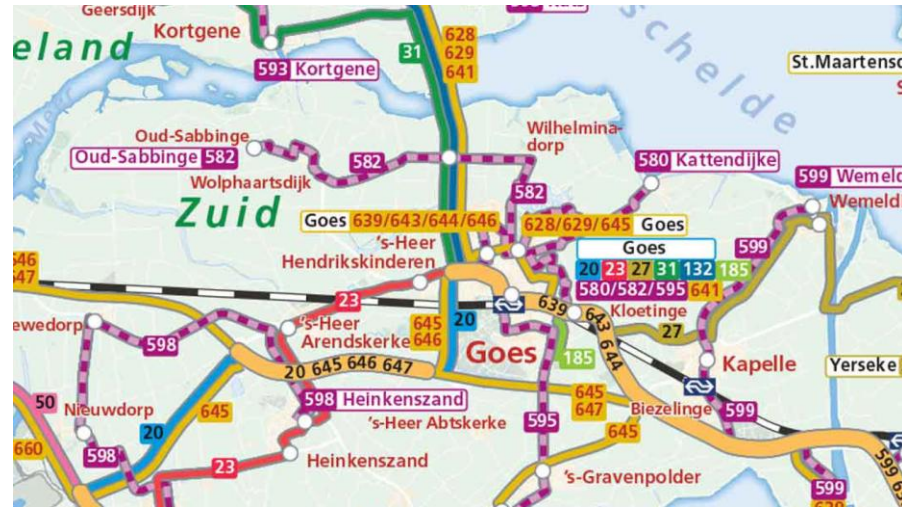 Geersdijk
Kortgene
eland
593 Kortgene
31
628
629
641
Schelde
St.Maartensd
Oud-Sabbinge
Oud-Sabbinge 582
582
Wolphaartsdijk
Wilhelmina-
dorp
582
580 Kattendijke
599 Wemeld
Wemeldi
Zuid
Goes 639/643/644/646
628/629/645 Goes
's-Heer
Hendrikskinderen
Goes
20 23 27 31 132 185
580/582/595 641
599
646
647
23
645
646
20
639
643
644
Kloetinge
27
ewedorp
598
's-Heer
Arendskerke
Goes
185
Kapelle
Yerseke
20 645 646 647
50
Nieuwdorp
645
20
598 Heinkenszand
's-Heer Abtskerke
645
647
Biezelinge
599
595
645
660
598
23
Heinkenszand
's-Gravenpolder
599
599